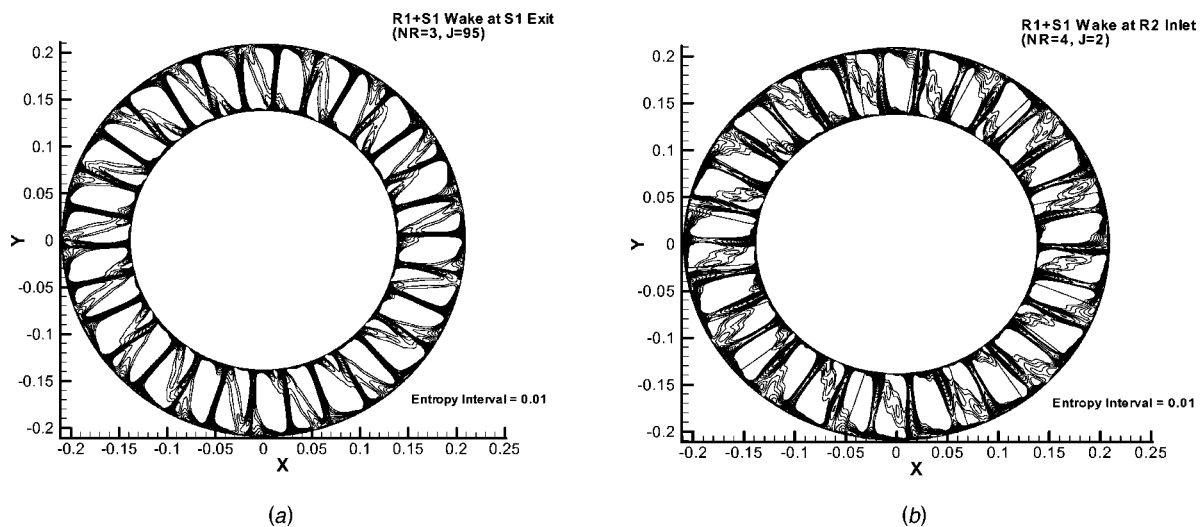 R1+S1 Wake at S1 Exit
(NR=3, J=95)
0.2
0.15
0.1
0.05
0
-0.05
-0.1
-0.15
-0.2
Y
Entropy Interval = 0.01
-0.2 -0.15 -0.1 -0.05 0 0.05 0.1 0.15 0.2 0.25
X
(a)
R1+S1 Wake at R2 Inlet
(NR=4, J=2)
0.2
0.15
0.1
0.05
0
-0.05
-0.1
-0.15
-0.2
Y
Entropy Interval = 0.01
-0.2 -0.15 -0.1 -0.05 0 0.05 0.1 0.15 0.2 0.25
X
(b)